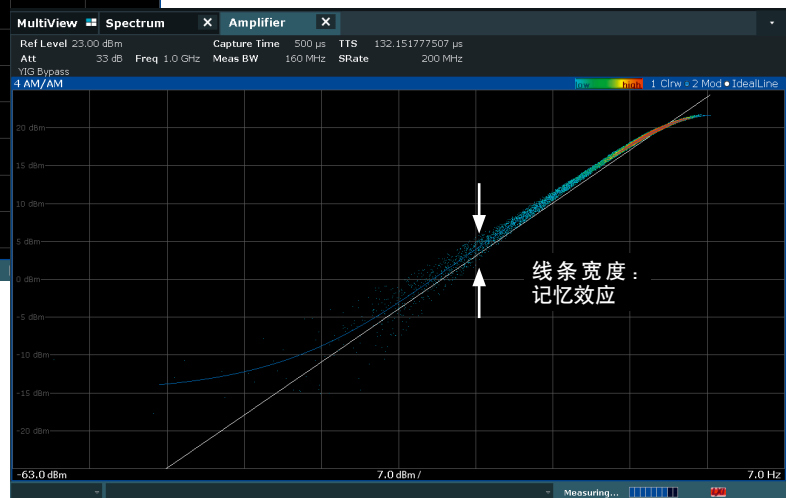 MultiView Spectrum X Amplifier X
Ref Level 23.00 dBm Capture Time 500 µs TTS 132.151777507 µs
Att 33 dB Freq 1.0 GHz Meas BW 160 MHz SRate 200 MHz
YIG Bypass
4 AM/AM low high 1 Clrw 2 Mod IdealLine
20 dBm
15 dBm
10 dBm
5 dBm
线条宽度：
0 dBm
记忆效应
-5 dBm
-10 dBm
-15 dBm
-20 dBm
-63.0 dBm 7.0 dBm/ 7.0 Hz
Measuring...